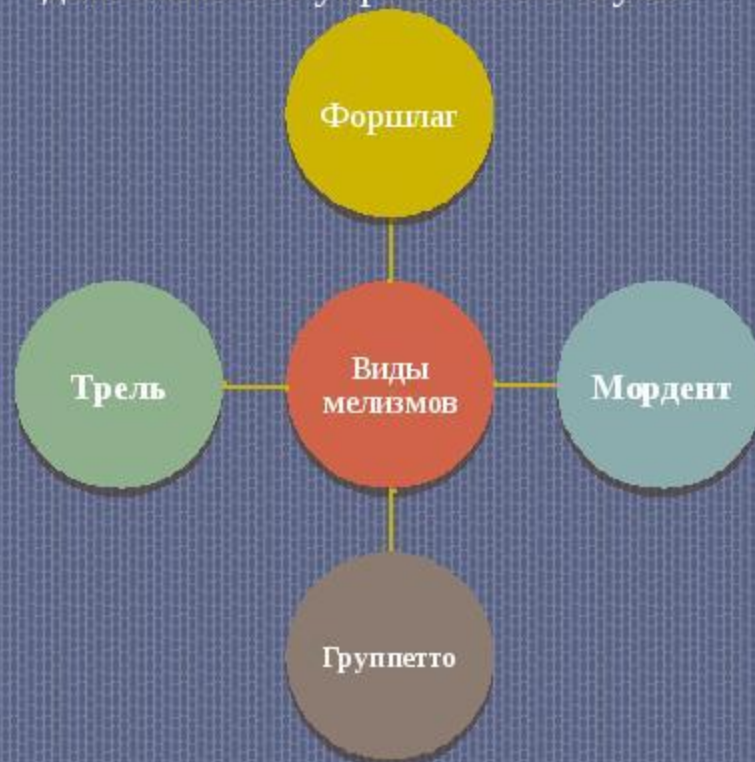 Форшлаг
Трель
Виды
мелизмов
Мордент
Группетто